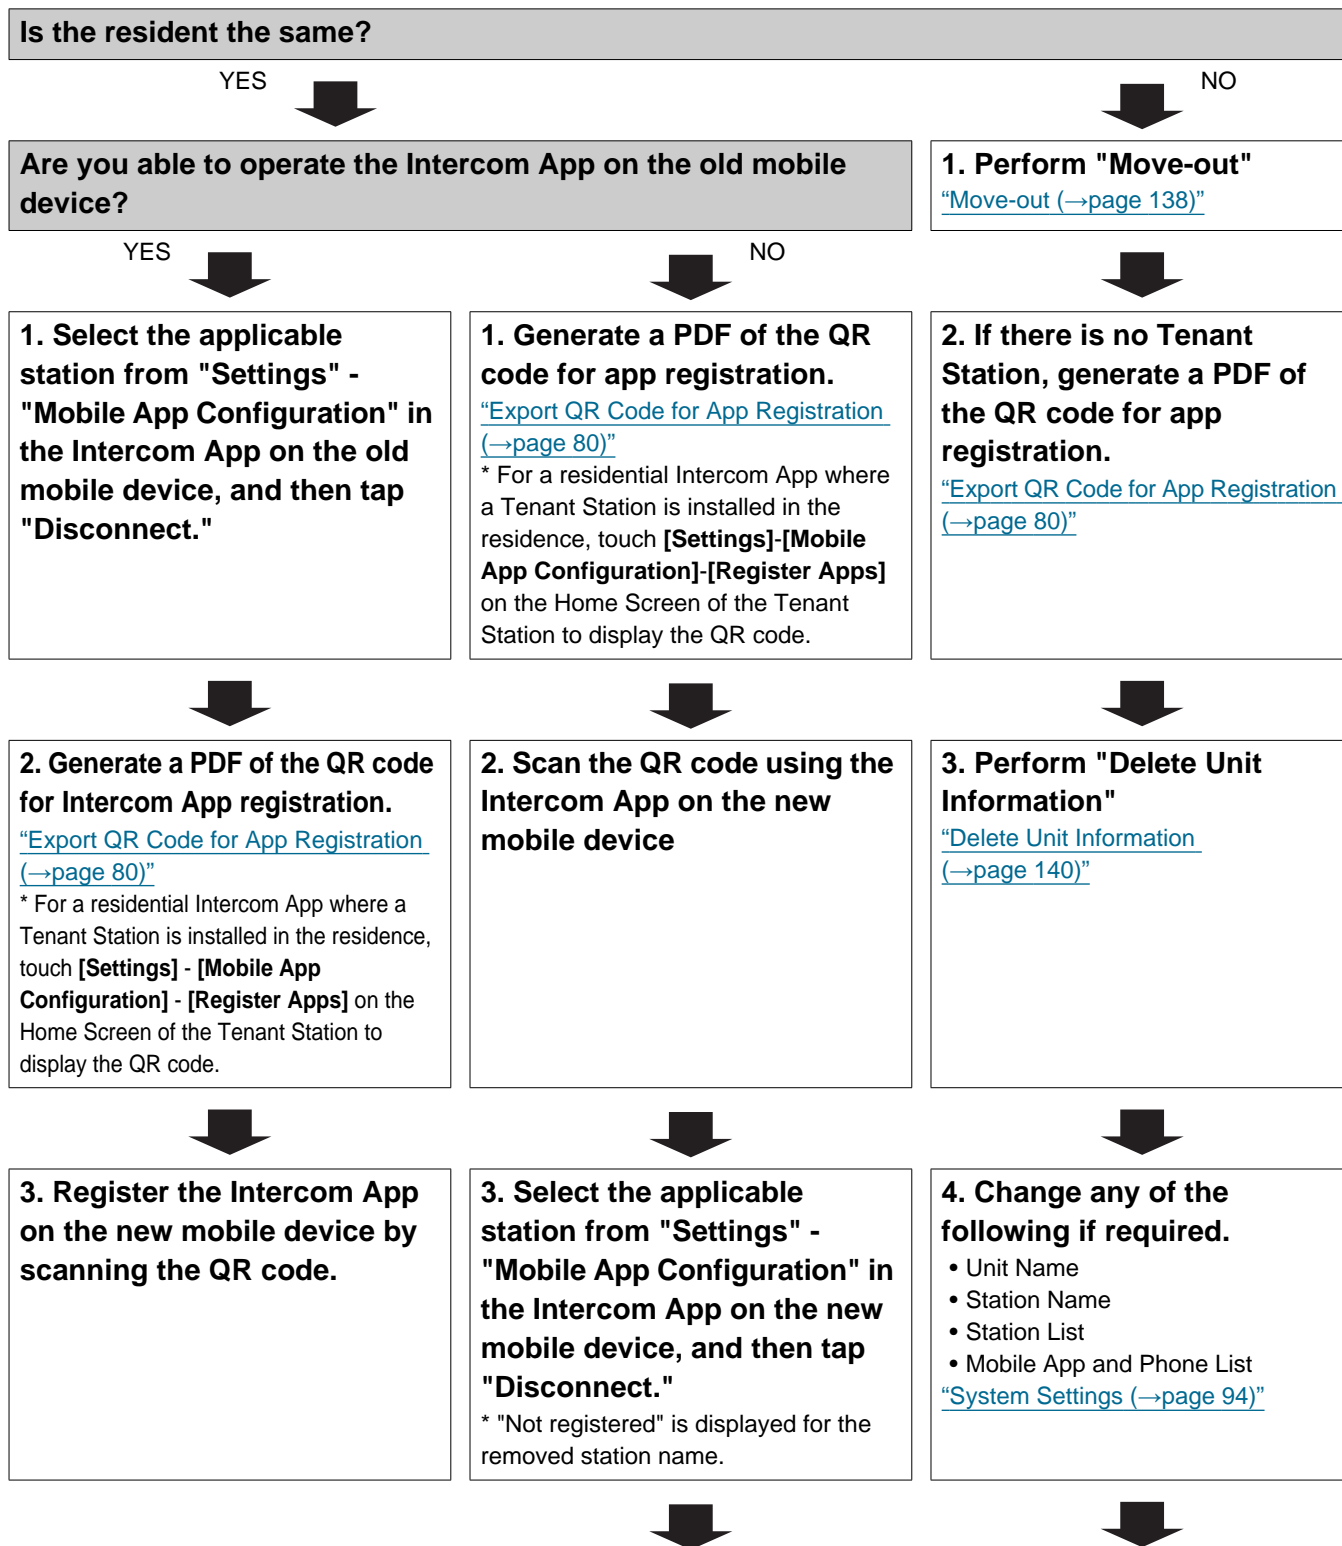 Is the resident the same?
YES
NO
Are you able to operate the Intercom App on the old mobile
device?
1. Perform "Move-out"
“Move-out (→page 138)”
YES
NO
1. Select the applicable
station from "Settings" -
"Mobile App Configuration" in
the Intercom App on the old
mobile device, and then tap
"Disconnect."
1. Generate a PDF of the QR
code for app registration.
“Export QR Code for App Registration
(→page 80)”
* For a residential Intercom App where
a Tenant Station is installed in the
residence, touch [Settings]-[Mobile
App Configuration]-[Register Apps]
on the Home Screen of the Tenant
Station to display the QR code.
2. If there is no Tenant
Station, generate a PDF of
the QR code for app
registration.
“Export QR Code for App Registration
(→page 80)”
2. Generate a PDF of the QR code
for Intercom App registration.
“Export QR Code for App Registration
(→page 80)”
* For a residential Intercom App where a
Tenant Station is installed in the residence,
touch [Settings] - [Mobile App
Configuration] - [Register Apps] on the
Home Screen of the Tenant Station to
display the QR code.
2. Scan the QR code using the
Intercom App on the new
mobile device
3. Perform "Delete Unit
Information"
“Delete Unit Information
(→page 140)”
3. Register the Intercom App
on the new mobile device by
scanning the QR code.
3. Select the applicable
station from "Settings" -
"Mobile App Configuration" in
the Intercom App on the new
mobile device, and then tap
"Disconnect."
* "Not registered" is displayed for the
removed station name.
4. Change any of the
following if required.
• Unit Name
• Station Name
• Station List
• Mobile App and Phone List
“System Settings (→page 94)”